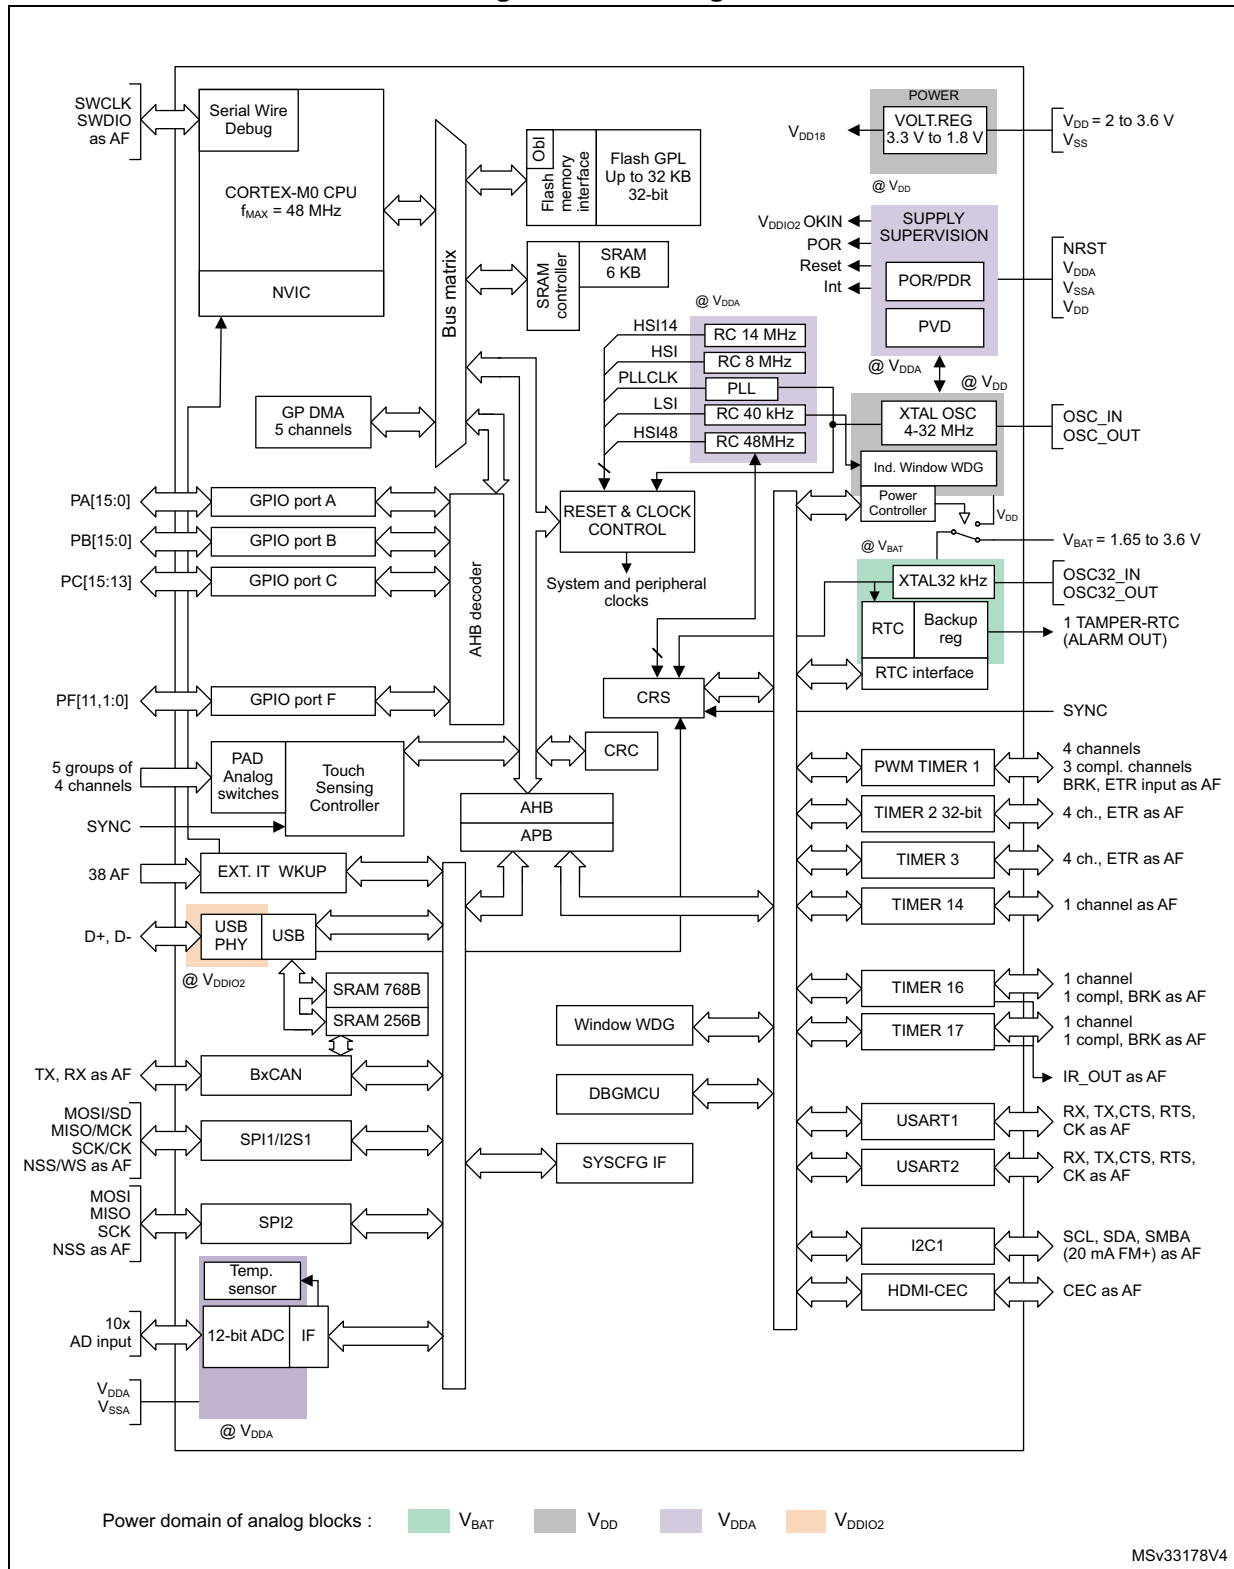 SWCLK
SWDIO
as AF
Serial Wire
Debug
CORTEX-M0 CPU
fMAX = 48 MHz
NVIC
Bus matrix
Obl
Flash
memory
interface
Flash GPL
Up to 32 KB
32-bit
SRAM
controller
SRAM
6 KB
POWER
VOLT.REG
3.3 V to 1.8 V
VDD18
VDD = 2 to 3.6 V
VSS
@ VDD
VDDIO2 OKIN
POR
Reset
Int
SUPPLY
SUPERVISION
POR/PDR
PVD
NRST
VDDA
VSSA
VDD
@ VDDA
@ VDDA
@ VDD
HSI14
HSI
PLLCLK
LSI
HSI48
RC 14 MHz
RC 8 MHz
PLL
RC 40 kHz
RC 48MHz
XTAL OSC
4-32 MHz
OSC_IN
OSC_OUT
Ind. Window WDG
Power
Controller
VDD
VBAT = 1.65 to 3.6 V
@ VBAT
GP DMA
5 channels
PA[15:0]
GPIO port A
PB[15:0]
GPIO port B
PC[15:13]
GPIO port C
PF[11,1:0]
GPIO port F
AHB decoder
RESET & CLOCK
CONTROL
System and peripheral
clocks
XTAL32 kHz
OSC32_IN
OSC32_OUT
RTC
Backup
reg
1 TAMPER-RTC
(ALARM OUT)
RTC interface
CRS
SYNC
5 groups of
4 channels
PAD
Analog
switches
Touch
Sensing
Controller
SYNC
CRC
AHB
APB
38 AF
EXT. IT  WKUP
D+, D-
USB
PHY
USB
@ VDDIO2
SRAM 768B
SRAM 256B
TX, RX as AF
BxCAN
MOSI/SD
MISO/MCK
SCK/CK
NSS/WS as AF
SPI1/I2S1
MOSI
MISO
SCK
NSS as AF
SPI2
Temp.
sensor
10x
AD input
12-bit ADC
IF
VDDA
VSSA
@ VDDA
Window WDG
DBGMCU
SYSCFG IF
PWM TIMER 1
4 channels
3 compl. channels
BRK, ETR input as AF
TIMER 2 32-bit
4 ch., ETR as AF
TIMER 3
4 ch., ETR as AF
TIMER 14
1 channel as AF
TIMER 16
1 channel
1 compl, BRK as AF
TIMER 17
1 channel
1 compl, BRK as AF
IR_OUT as AF
USART1
RX, TX,CTS, RTS,
CK as AF
USART2
RX, TX,CTS, RTS,
CK as AF
I2C1
SCL, SDA, SMBA
(20 mA FM+) as AF
HDMI-CEC
CEC as AF
Power domain of analog blocks :
VBAT
VDD
VDDA
VDDIO2
MSv33178V4